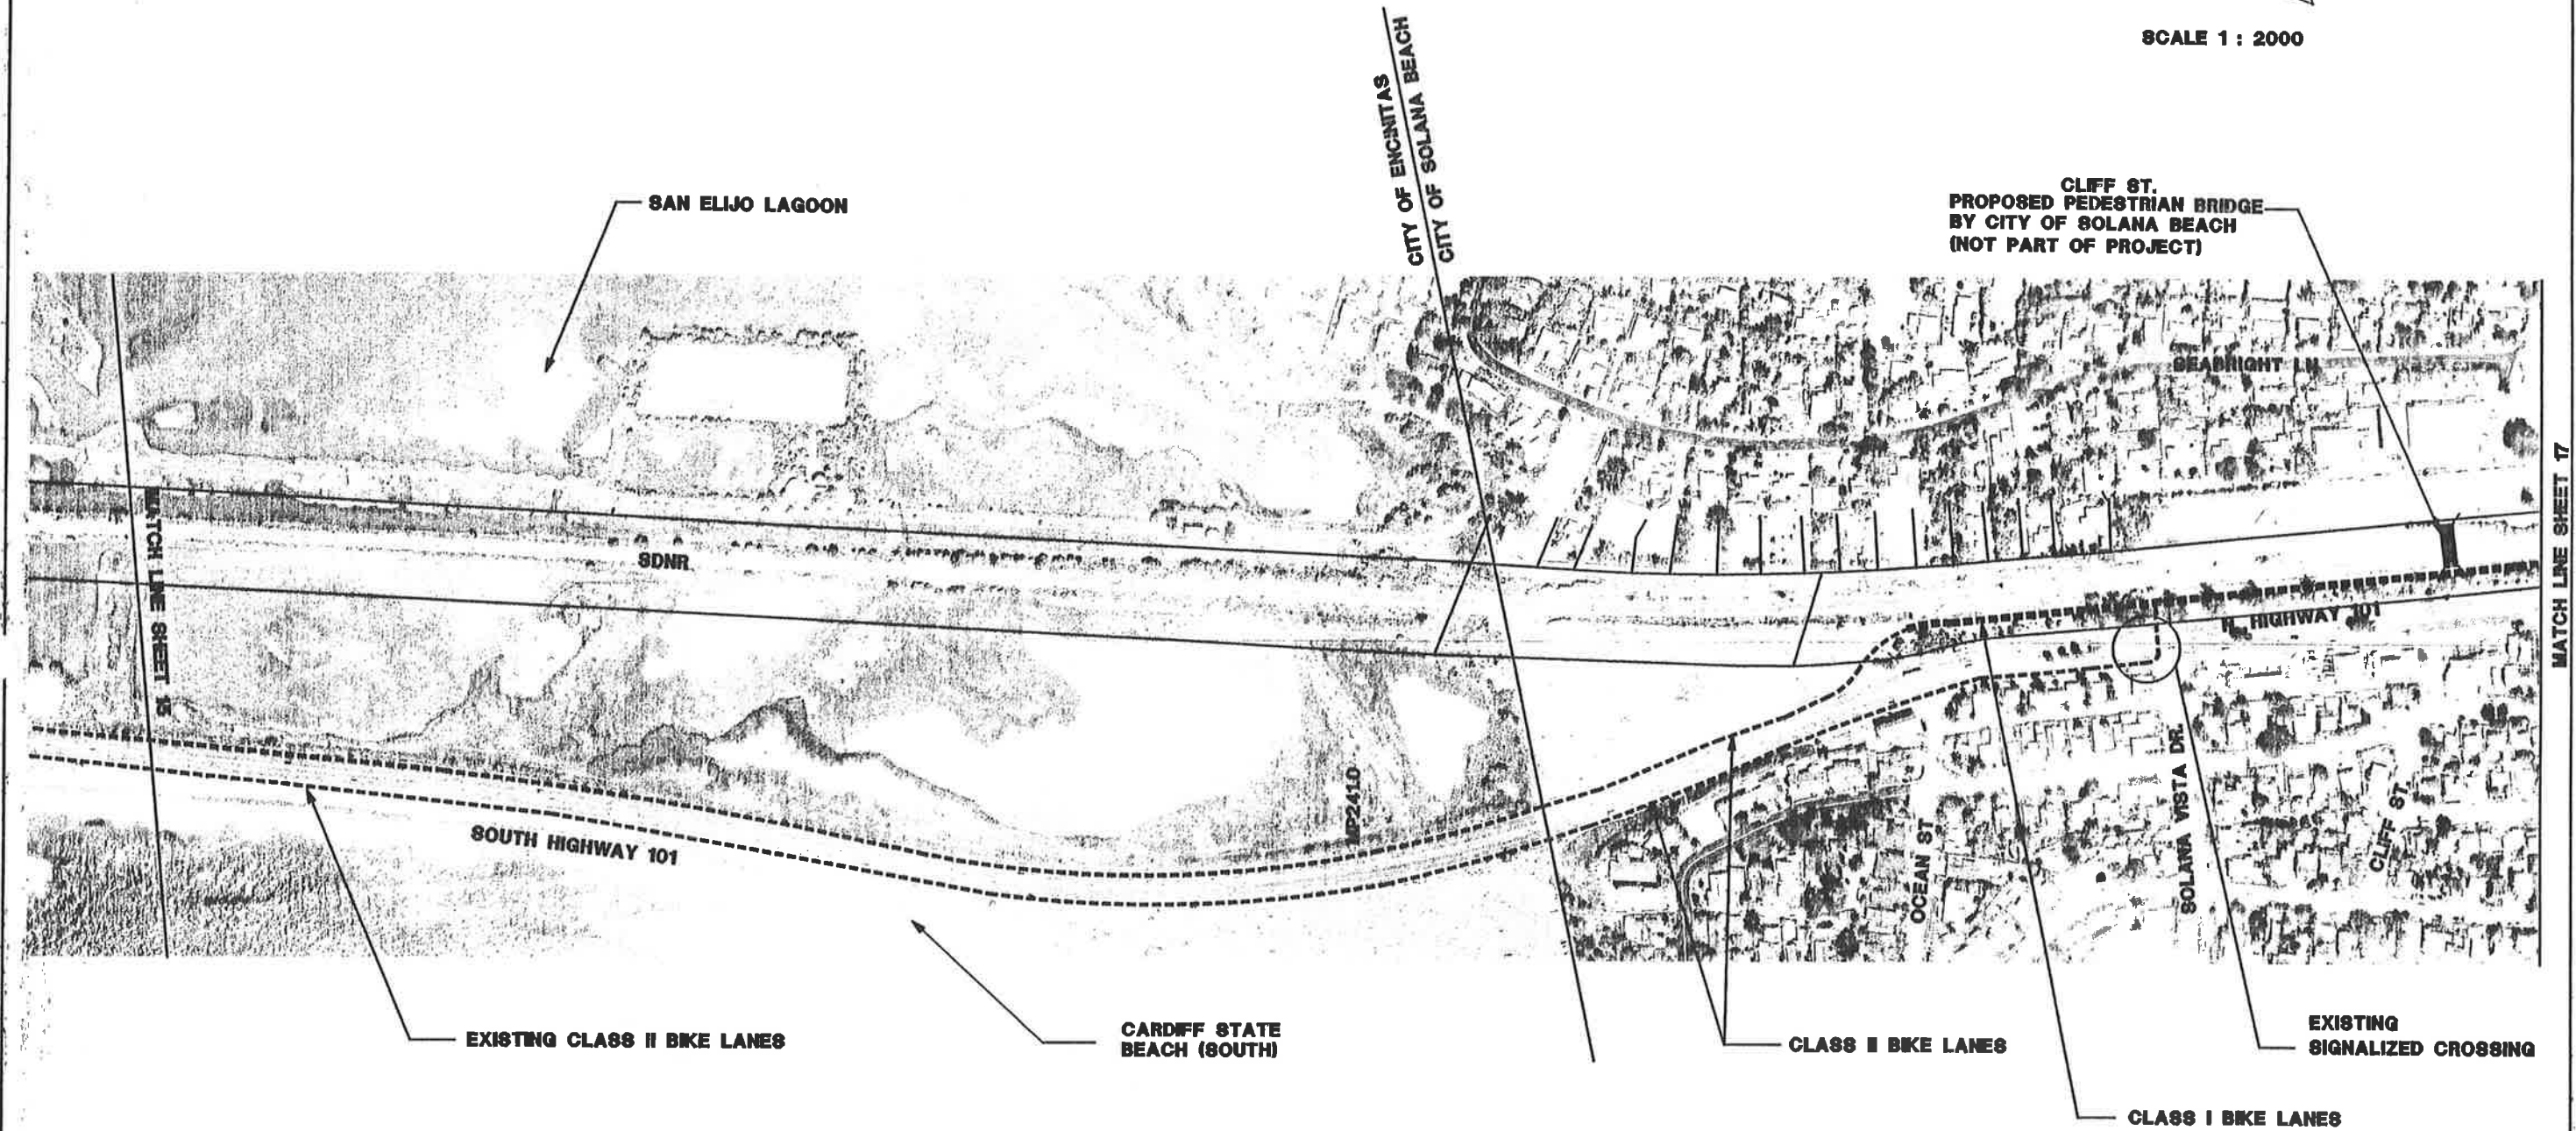 SCALE 1 : 2000
CITY OF ENCINITAS
CITY OF SOLANA BEACH
SAN ELIJO LAGOON
CLIFF ST.
PROPOSED PEDESTRIAN BRIDGE
BY CITY OF SOLANA BEACH
(NOT PART OF PROJECT)
SEABRIGHT LN
MATCH LINE SHEET 15
SDNR
N. HIGHWAY 101
MATCH LINE SHEET 17
SOUTH HIGHWAY 101
MP241.0
OCEAN ST
SOLANA VISTA DR.
CLIFF ST
EXISTING CLASS II BIKE LANES
CARDIFF STATE
BEACH (SOUTH)
CLASS II BIKE LANES
EXISTING
SIGNALIZED CROSSING
CLASS I BIKE LANES